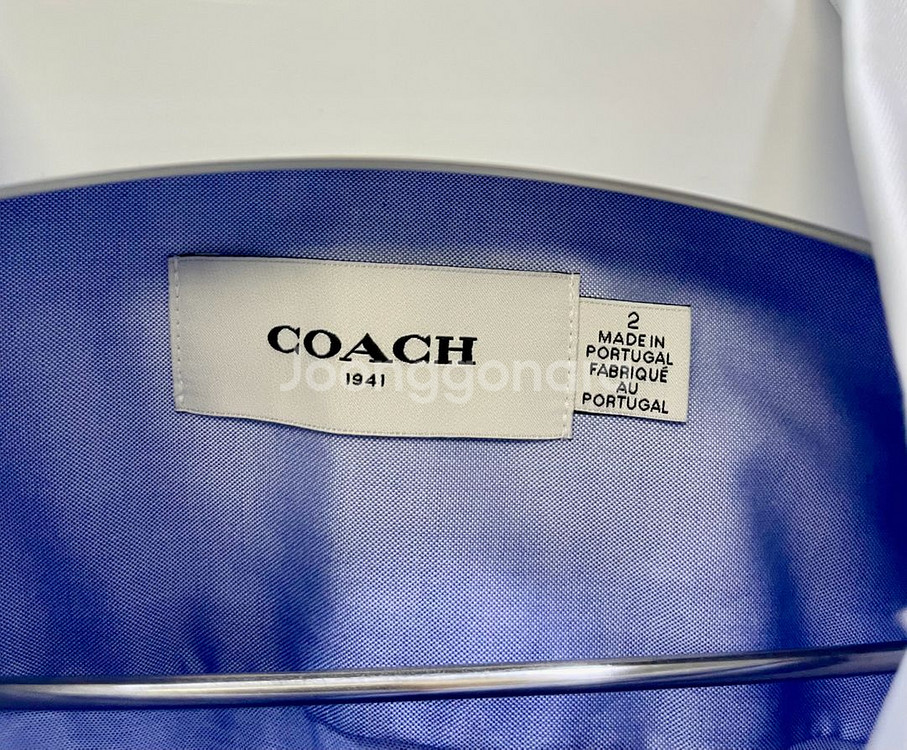 COACH
1941
2
MADE IN
PORTUGAL
FABRIQUÉ
AU
PORTUGAL